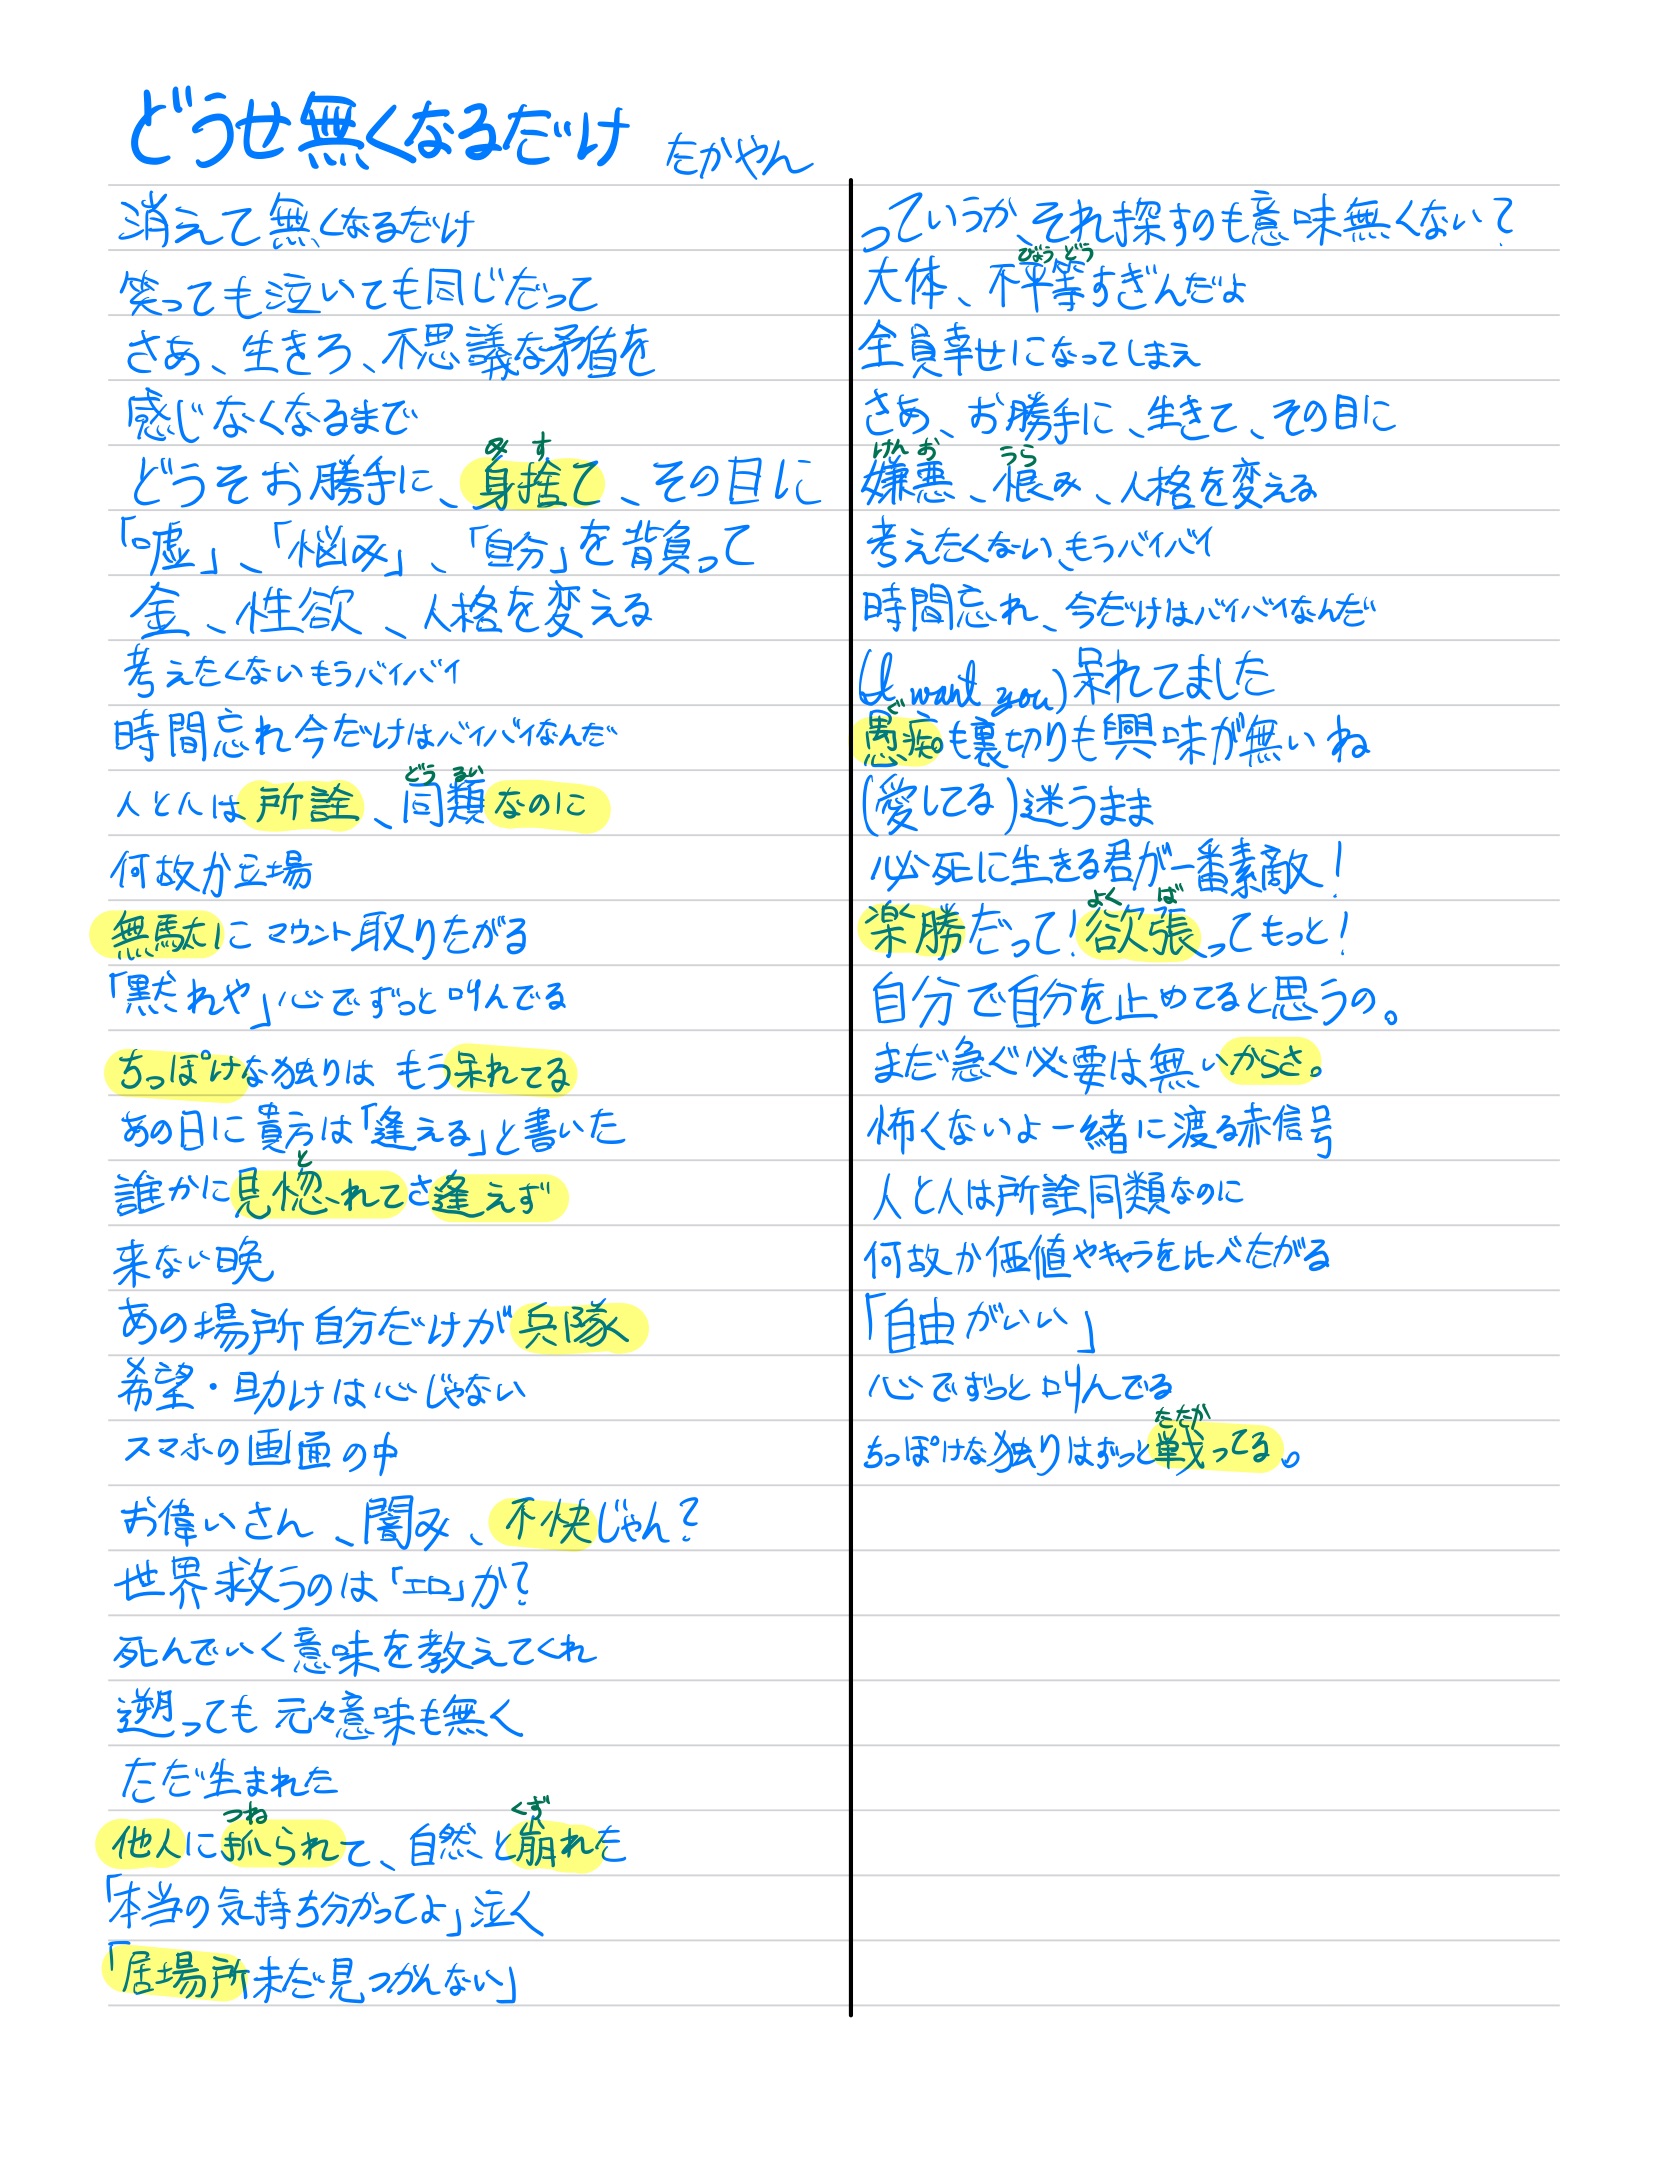 どうせ無くなるだけ たかやん
消えて無くなるだけ
笑っても泣いても同じだって
さあ、生きろ、不思議な矛盾を
感じなくなるまで
み す
どうぞお勝手に、身捨て、その目に
「嘘」、「悩み」、「自分」を背負って
金、性欲、人格を変える
考えたくないもうバイバイ
時間忘れ今だけはバイバイなんだ
どう るい
人と人は所詮、同類なのに
何故か立場
無駄にマウント取りたがる
「黙れや」心でずっと叫んでる
ちっぽけな独りは もう呆れてる
あの日に貴方は「逢える」と書いた
と
誰かに見惚れてさ逢えず
来ない晩
あの場所自分だけが兵隊
希望・助けは心じゃない
スマホの画面の中
お偉いさん、闇み、不快じゃん?
世界救うのは「エロ」か?
死んでいく意味を教えてくれ
遡っても 元々意味も無く
ただ生まれた
つね くず
他人に抓られて、自然と崩れた
「本当の気持ち分かってよ」泣く
「居場所未だ見つかんない」
っていうか、それ探すのも意味無くない?
びょう どう
大体、不平等すぎんだよ
全員幸せになってしまえ
さあ、お勝手に、生きて、その目に
けん お うら
嫌悪、恨み、人格を変える
考えたくない、もうバイバイ
時間忘れ、今だけはバイバイなんだ
(I want you)呆れてました
ぐ
愚痴も裏切りも興味が無いね
(愛してる)迷うまま
必死に生きる君が一番素敵!
よく ば
楽勝だって!欲張ってもっと!
自分で自分を止めてると思うの。
まだ急ぐ必要は無いからさ。
怖くないよ一緒に渡る赤信号
人と人は所詮同類なのに
何故か価値やキャラを比べたがる
「自由がいい」
心でずっと叫んでる
たたか
ちっぽけな独りはずっと戦ってる。